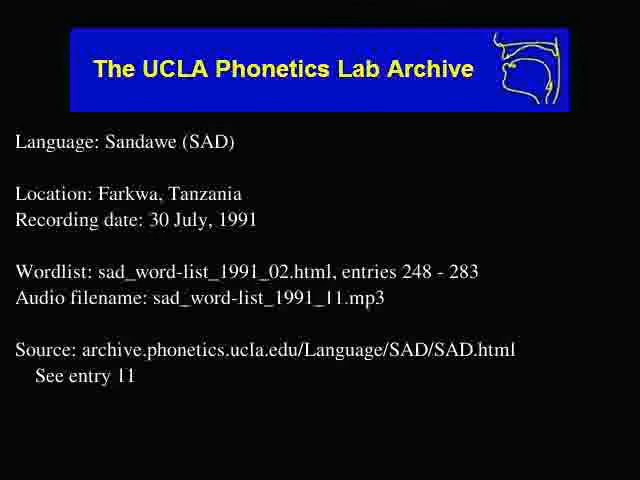 The UCLA Phonetics Lab Archive
Language: Sandawe (SAD)
Location: Farkwa, Tanzania
Recording date: 30 July, 1991
Wordlist: sad_word-list_1991_02.html, entries 248 - 283
Audio filename: sad_word-list_1991_11.mp3
Source: archive.phonetics.ucla.edu/Language/SAD/SAD.html
See entry 11